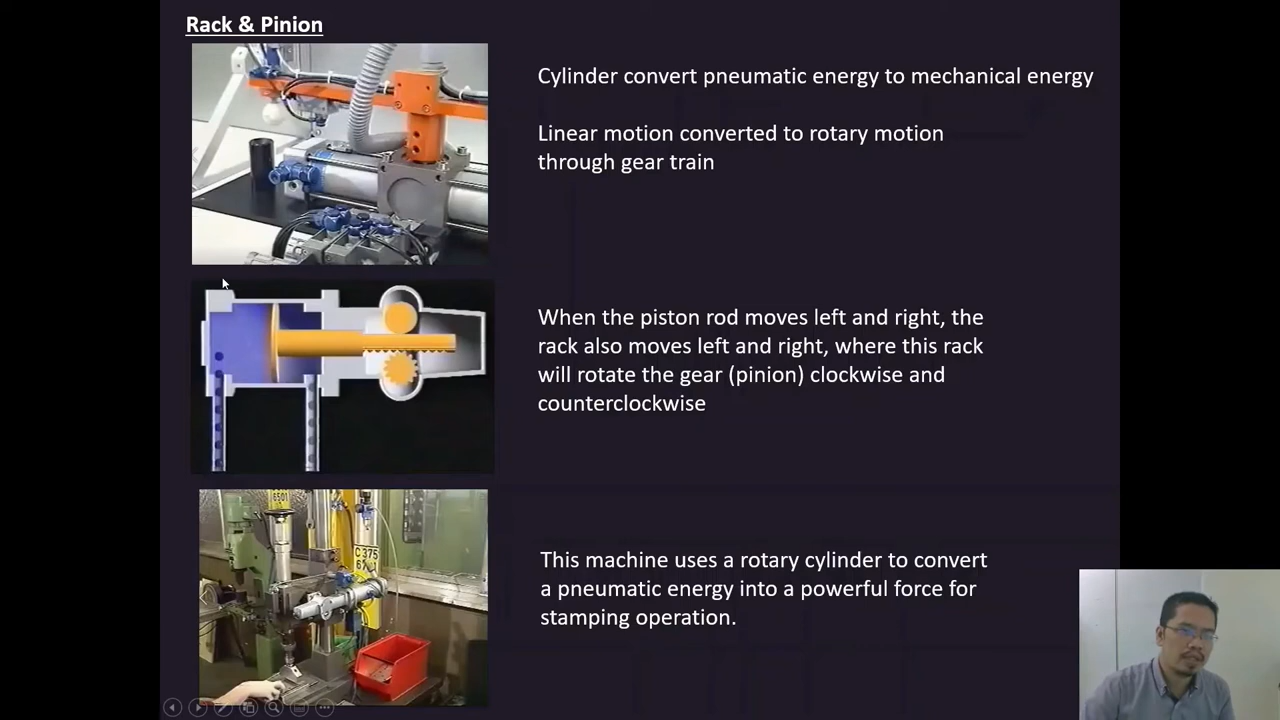 Rack & Pinion
Cylinder convert pneumatic energy to mechanical energy
Linear motion converted to rotary motion
through gear train
When the piston rod moves left and right, the
rack also moves left and right, where this rack
will rotate the gear (pinion) clockwise and
counterclockwise
6501
C 375
This machine uses a rotary cylinder to convert
a pneumatic energy into a powerful force for
stamping operation.